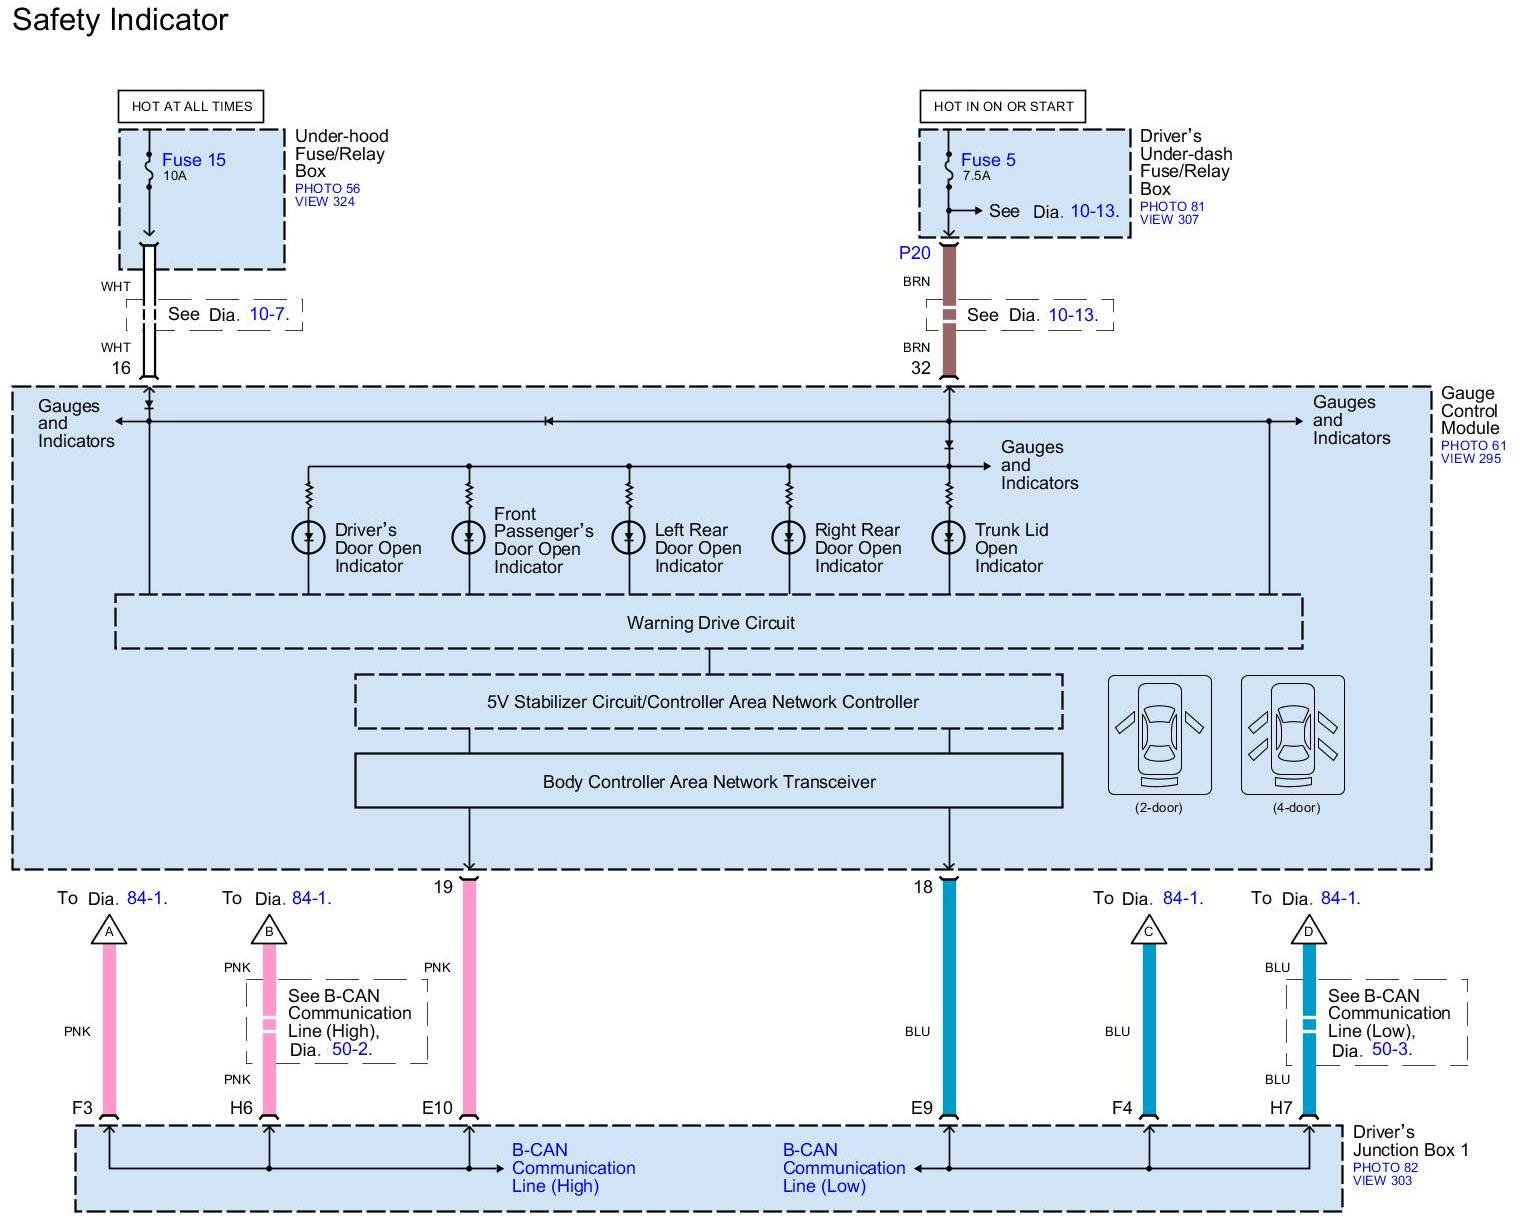 Safety Indicator
HOT AT ALL TIMES
HOT IN ON OR START
Fuse 15
10A
Under-hood
Fuse/Relay
Box
PHOTO 56
VIEW 324
Fuse 5
7.5A
See Dia. 10-13.
Driver's
Under-dash
Fuse/Relay
Box
PHOTO 81
VIEW 307
P20
WHT
BRN
See Dia. 10-7.
See Dia. 10-13.
WHT
16
BRN
32
Gauges
and
Indicators
Gauges
and
Indicators
Gauge
Control
Module
PHOTO 61
VIEW 295
Gauges
and
Indicators
Driver's
Door Open
Indicator
Front
Passenger's
Door Open
Indicator
Left Rear
Door Open
Indicator
Right Rear
Door Open
Indicator
Trunk Lid
Open
Indicator
Warning Drive Circuit
5V Stabilizer Circuit/Controller Area Network Controller
Body Controller Area Network Transceiver
(2-door)
(4-door)
19
18
To Dia. 84-1.
To Dia. 84-1.
To Dia. 84-1.
To Dia. 84-1.
A
B
C
D
PNK
PNK
BLU
See B-CAN
Communication
Line (High),
Dia. 50-2.
See B-CAN
Communication
Line (Low),
Dia. 50-3.
PNK
BLU
BLU
PNK
BLU
F3
H6
E10
E9
F4
H7
B-CAN
Communication
Line (High)
B-CAN
Communication
Line (Low)
Driver's
Junction Box 1
PHOTO 82
VIEW 303